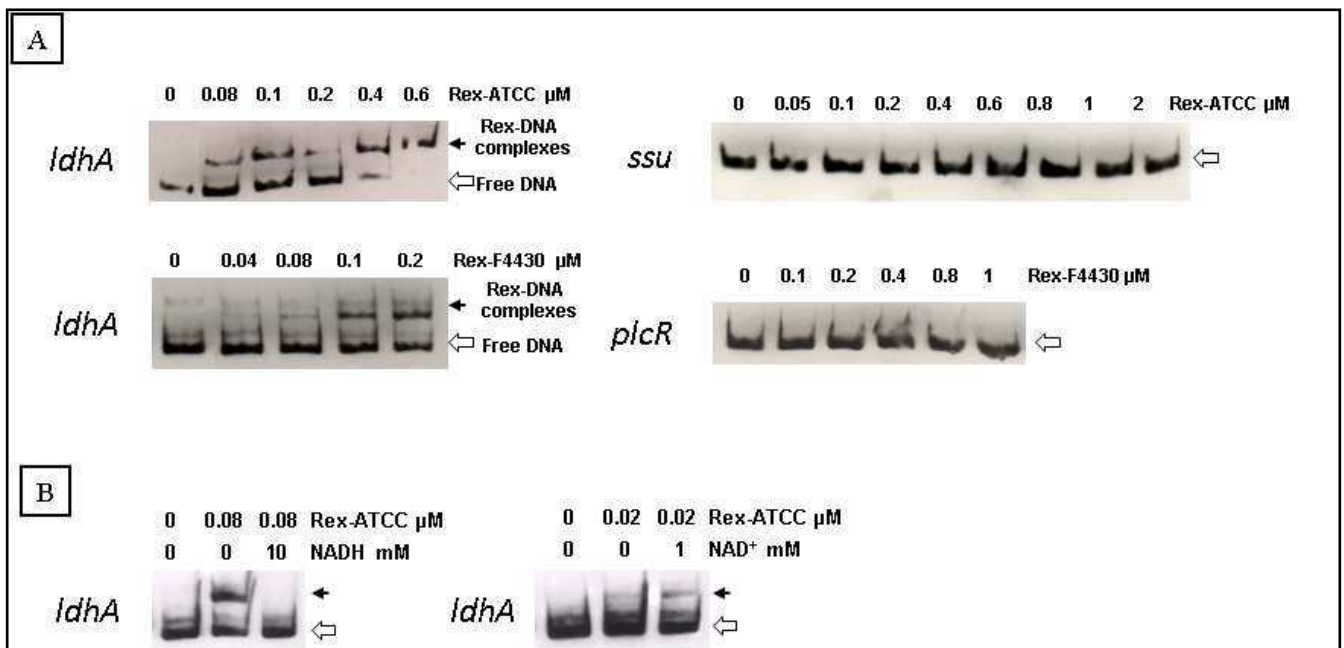 A
0 0.08 0.1 0.2 0.4 0.6 Rex-ATCC µM
ldhA
Rex-DNA
complexes
Free DNA
0 0.05 0.1 0.2 0.4 0.6 0.8 1 2 Rex-ATCC µM
ssu
0 0.04 0.08 0.1 0.2 Rex-F4430 µM
ldhA
Rex-DNA
complexes
Free DNA
0 0.1 0.2 0.4 0.8 1 Rex-F4430 µM
plcR
B
0 0.08 0.08 Rex-ATCC µM
0 0 10 NADH mM
ldhA
0 0.02 0.02 Rex-ATCC µM
0 0 1 NAD⁺ mM
ldhA